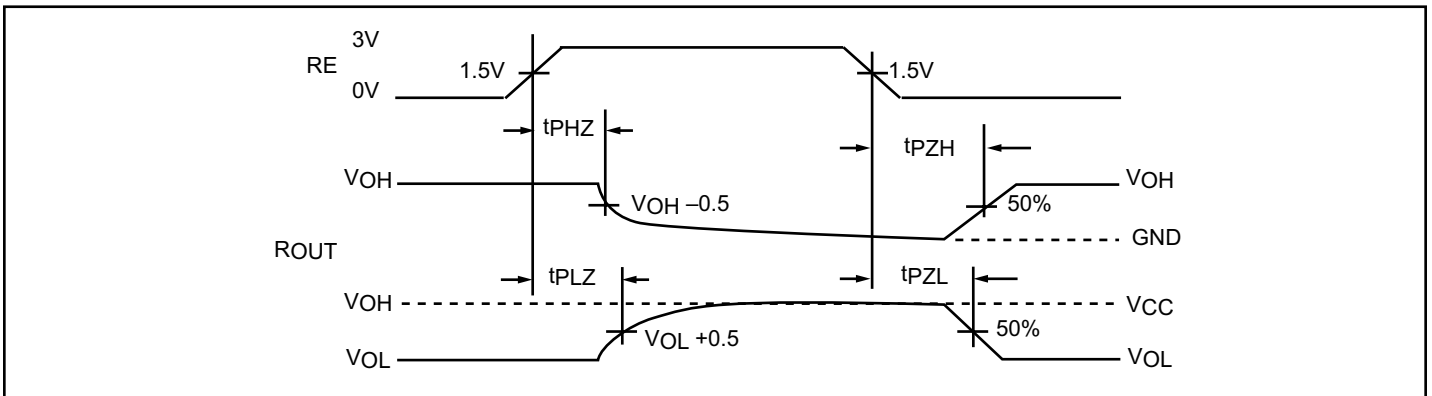 3V
RE
1.5V
1.5V
0V
tPHZ
tPZH
VOH
VOH
VOH –0.5
50%
ROUT
GND
tPLZ
tPZL
VOH
VCC
VOL +0.5
50%
VOL
VOL